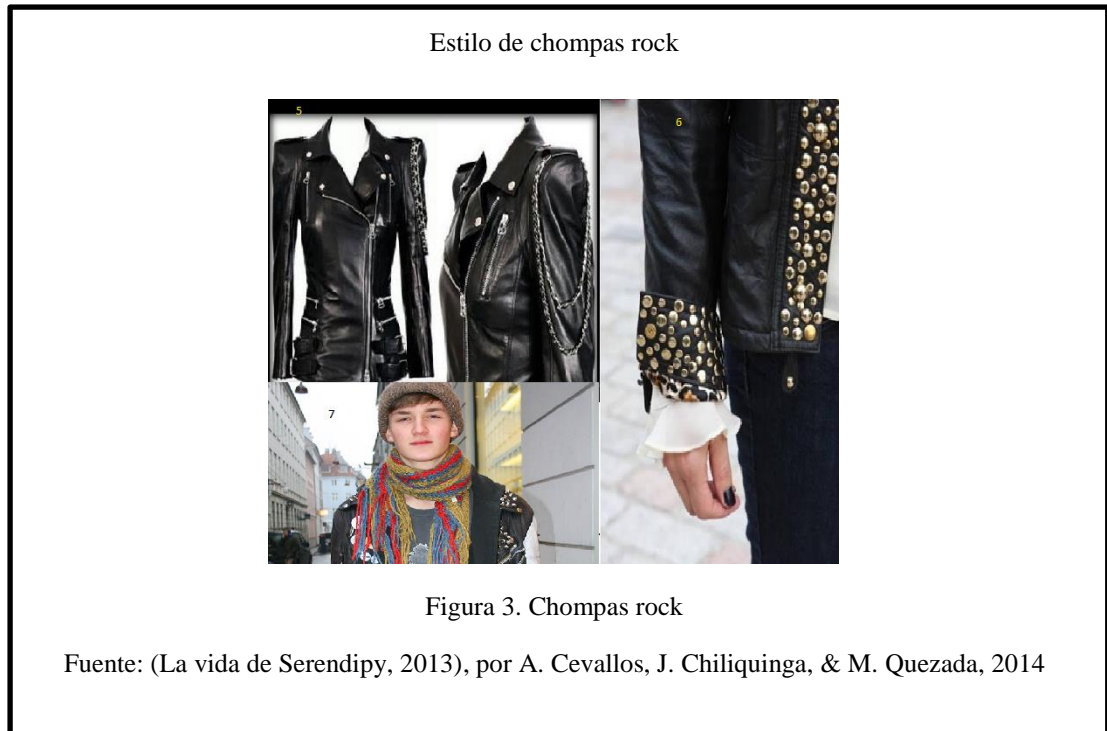 Estilo de chompas rock
5
6
7
Figura 3. Chompas rock
Fuente: (La vida de Serendipy, 2013), por A. Cevallos, J. Chiliquinga, & M. Quezada, 2014